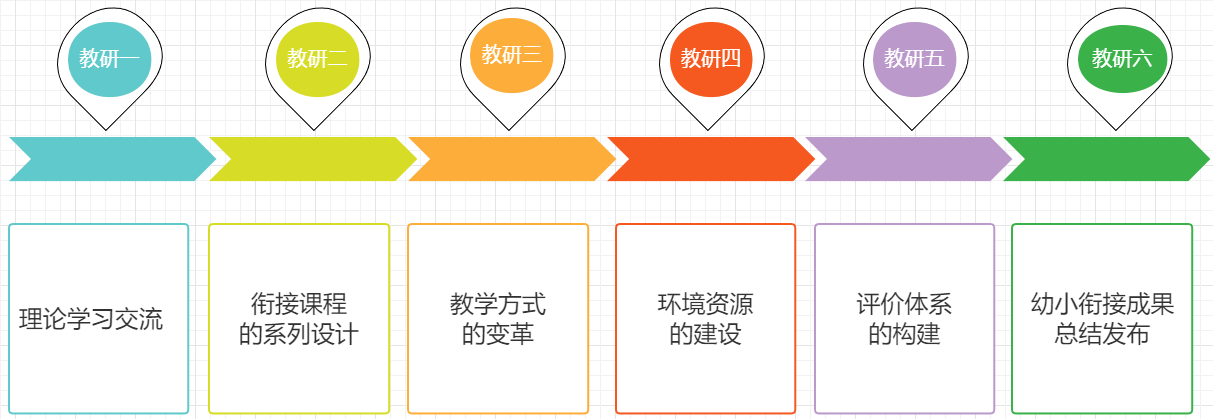 教研一
教研二
教研三
教研四
教研五
教研六
理论学习交流
衔接课程
的系列设计
教学方式
的变革
环境资源
的建设
评价体系
的构建
幼小衔接成果
总结发布